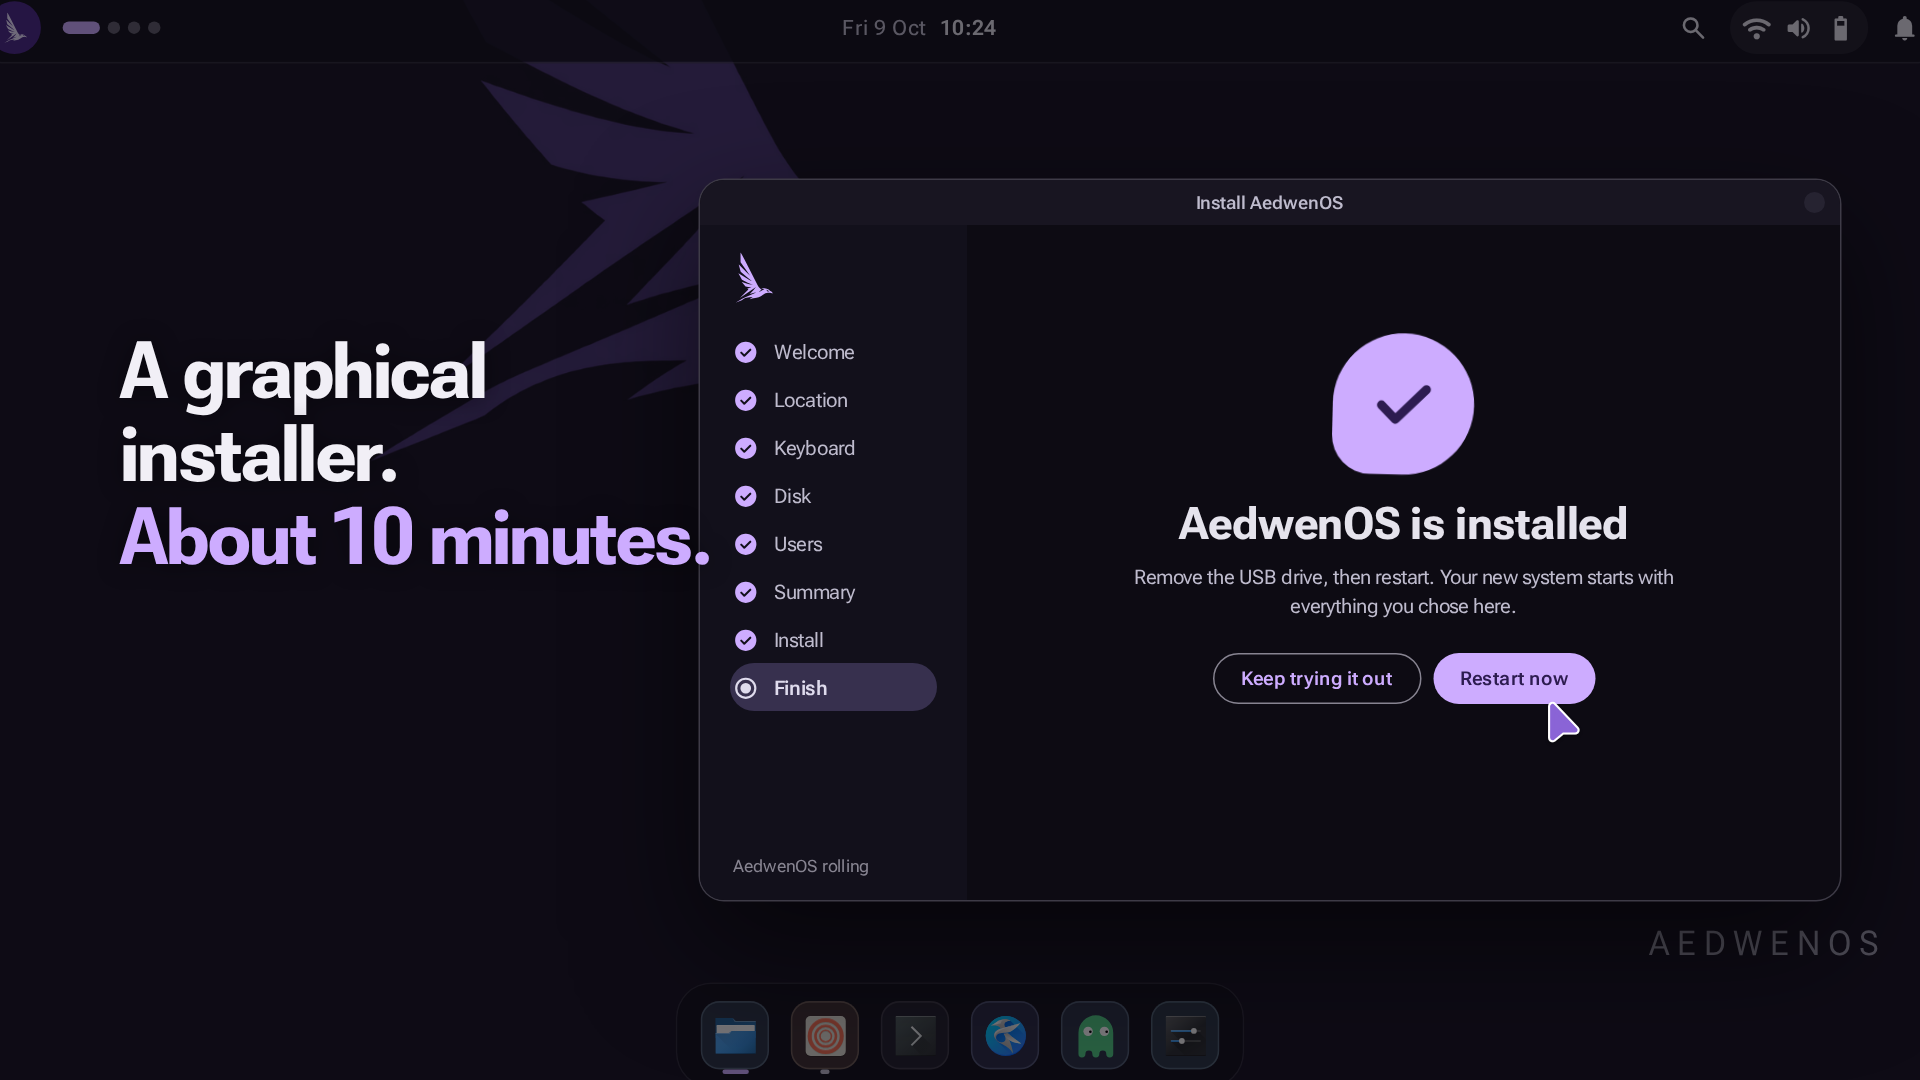 Fri 9 Oct 10:24
Install AedwenOS
A graphical
installer.
About 10 minutes.
Welcome
Location
Keyboard
Disk
Users
Summary
Install
Finish
AedwenOS rolling
AedwenOS is installed
Remove the USB drive, then restart. Your new system starts with
everything you chose here.
Keep trying it out
Restart now
AEDWENOS